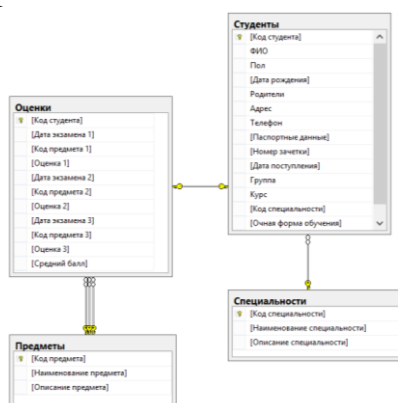 Студенты
[Код студента]
ФИО
Пол
[Дата рождения]
Родители
Адрес
Телефон
[Паспортные данные]
[Номер зачетки]
[Дата поступления]
Группа
Курс
[Код специальности]
[Очная форма обучения]
Оценки
[Код студента]
[Дата экзамена 1]
[Код предмета 1]
[Оценка 1]
[Дата экзамена 2]
[Код предмета 2]
[Оценка 2]
[Дата экзамена 3]
[Код предмета 3]
[Оценка 3]
[Средний балл]
Специальности
[Код специальности]
[Наименование специальности]
[Описание специальности]
Предметы
[Код предмета]
[Наименование предмета]
[Описание предмета]